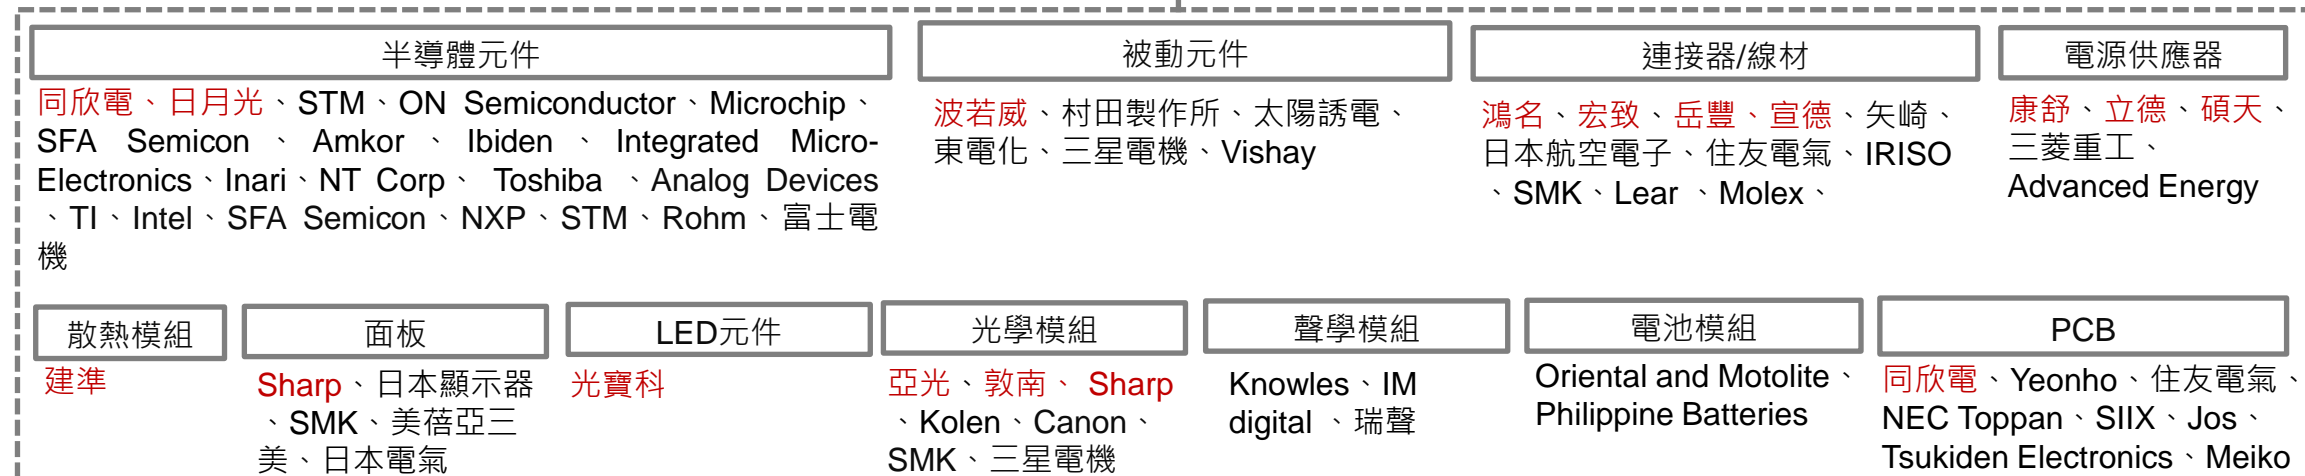 半導體元件
同欣電、日月光、STM、ON Semiconductor、Microchip、
SFA Semicon 、 Amkor 、 Ibiden 、 Integrated Micro-
Electronics、Inari、NT Corp、 Toshiba 、Analog Devices
、TI、Intel、SFA Semicon、NXP、STM、Rohm、富士電
機
被動元件
波若威、村田製作所、太陽誘電、
東電化、三星電機、Vishay
連接器/線材
鴻名、宏致、岳豐、宣德、矢崎、
日本航空電子、住友電氣、IRISO
、SMK、Lear 、Molex、
電源供應器
康舒、立德、碩天、
三菱重工、
Advanced Energy
散熱模組
建準
面板
Sharp、日本顯示器
、SMK、美蓓亞三
美、日本電氣
LED元件
光寶科
光學模組
亞光、敦南、 Sharp
、Kolen、Canon、
SMK、三星電機
聲學模組
Knowles、IM
digital 、瑞聲
電池模組
Oriental and Motolite、
Philippine Batteries
PCB
同欣電、Yeonho、住友電氣、
NEC Toppan、SIIX、Jos、
Tsukiden Electronics、Meiko